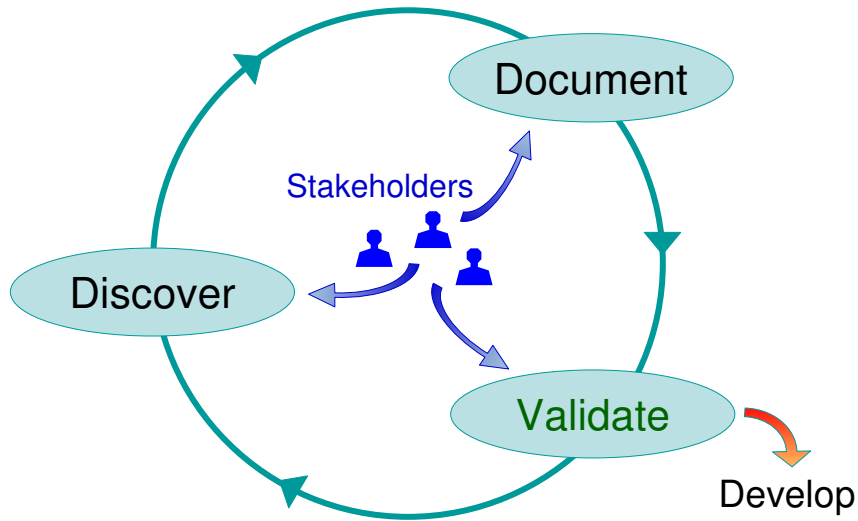 Document
Stakeholders
Discover
Validate
Develop